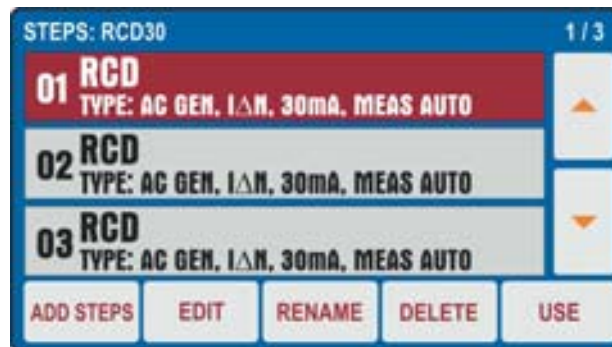 STEPS: RCD30 1/3
01 RCD
TYPE: AC GEN, I∆N, 30mA, MEAS AUTO
02 RCD
TYPE: AC GEN, I∆N, 30mA, MEAS AUTO
03 RCD
TYPE: AC GEN, I∆N, 30mA, MEAS AUTO
ADD STEPS EDIT RENAME DELETE USE